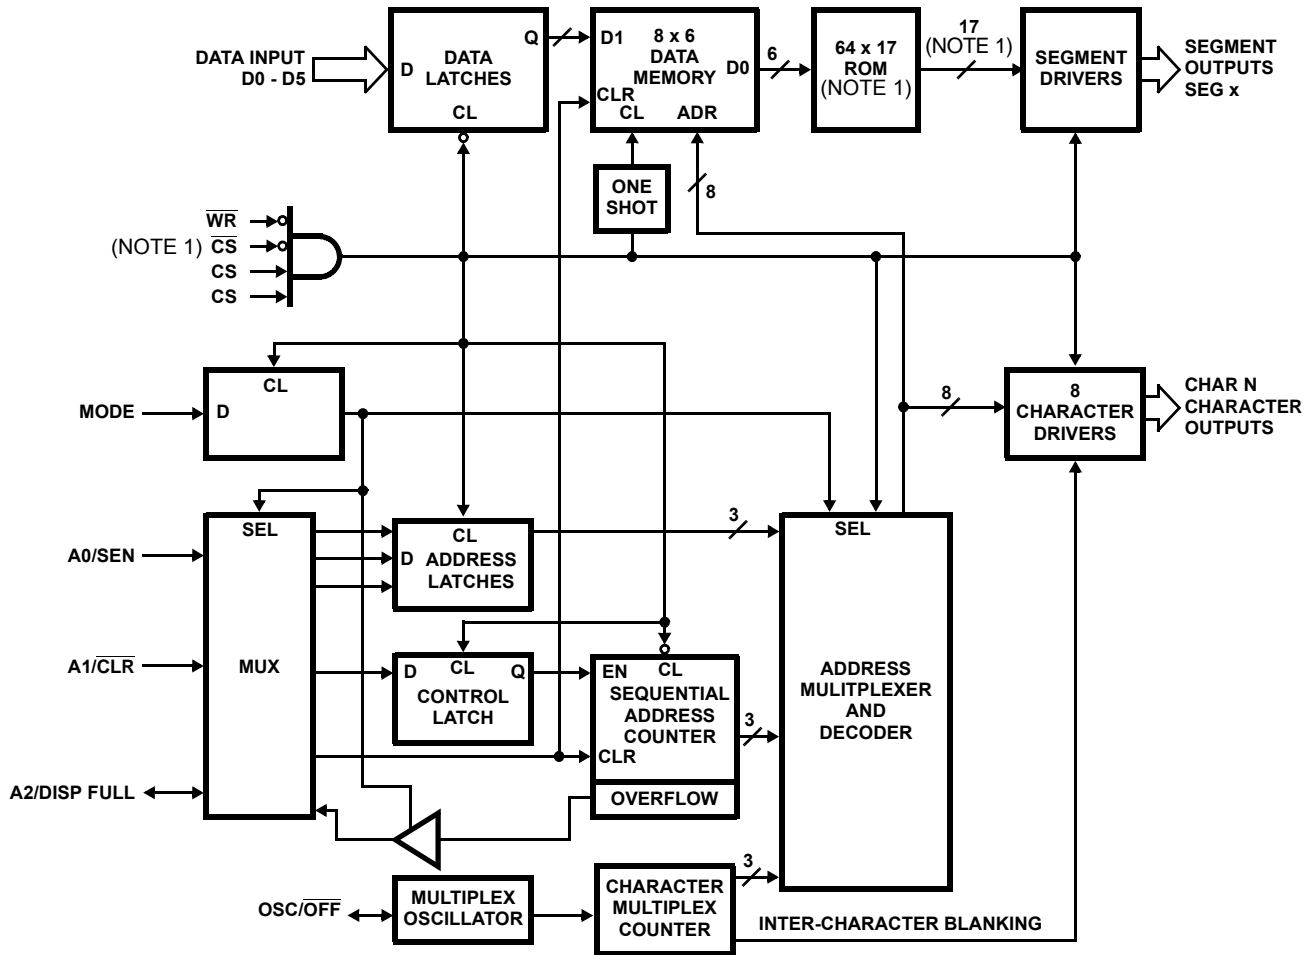 DATA INPUT
D0 - D5
D
DATA
LATCHES
Q
CL
D1
8 x 6
DATA
MEMORY
D0
CLR
CL
ADR
6
64 x 17
ROM
(NOTE 1)
17
(NOTE 1)
SEGMENT
DRIVERS
SEGMENT
OUTPUTS
SEG x
ONE
SHOT
8
WR
(NOTE 1) CS
CS
CS
MODE
CL
D
8
8
CHARACTER
DRIVERS
CHAR N
CHARACTER
OUTPUTS
A0/SEN
SEL
MUX
A1/CLR
A2/DISP FULL
CL
D
ADDRESS
LATCHES
3
SEL
ADDRESS
MULITPLEXER
AND
DECODER
D
CL
Q
CONTROL
LATCH
EN
CL
SEQUENTIAL
ADDRESS
COUNTER
CLR
3
OVERFLOW
OSC/OFF
MULTIPLEX
OSCILLATOR
CHARACTER
MULTIPLEX
COUNTER
3
INTER-CHARACTER BLANKING